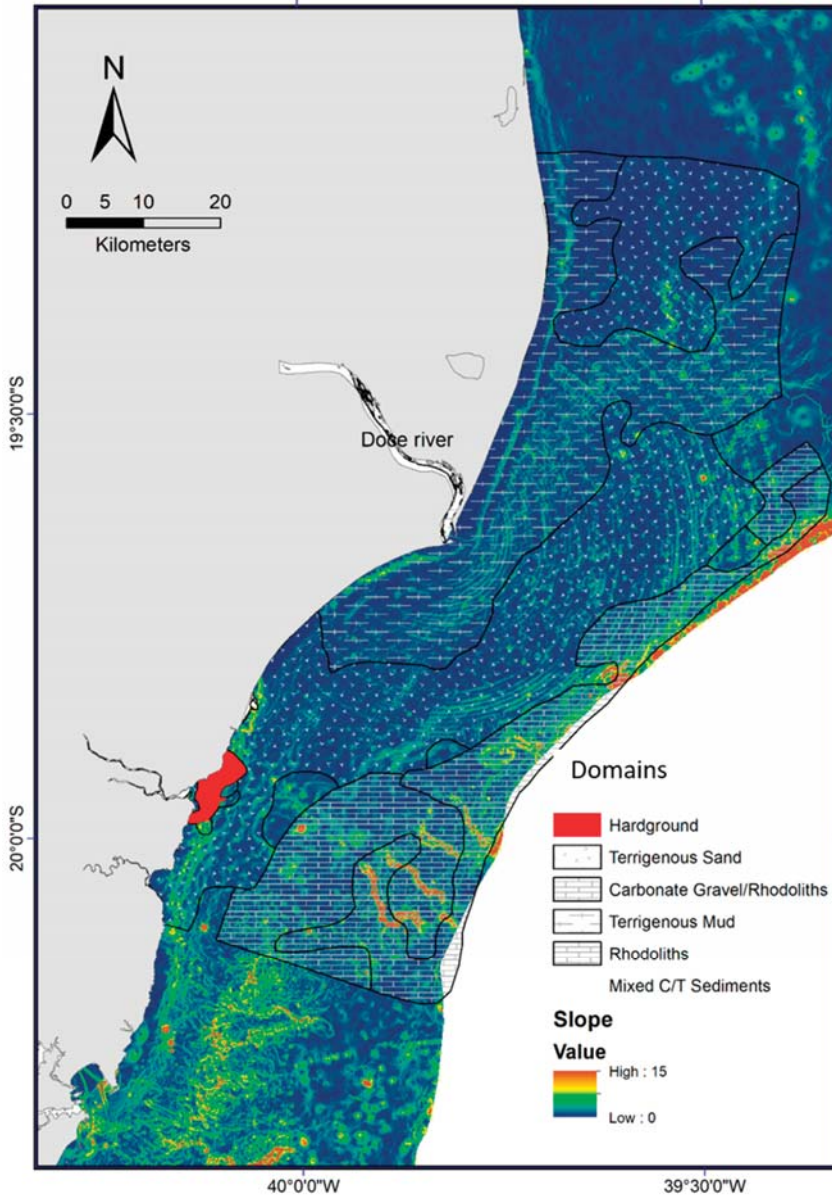 N
0 5 10 20
Kilometers
19°30'0"S
Doce river
20°0'0"S
Domains
Hardground
Terrigenous Sand
Carbonate Gravel/Rhodoliths
Terrigenous Mud
Rhodoliths
Mixed C/T Sediments
Slope
Value
High : 15
Low : 0
40°0'0"W
39°30'0"W